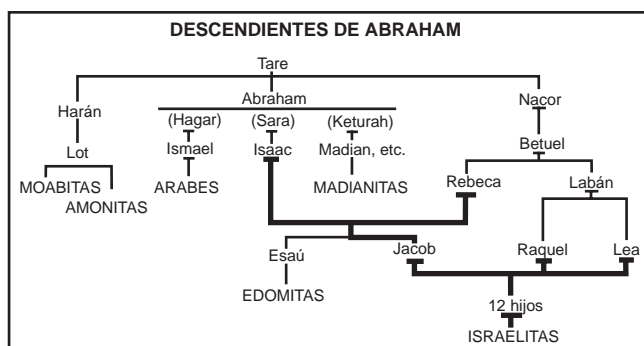 DESCENDIENTES DE ABRAHAM
Tare
Harán Abraham Nacor
(Hagar) (Sara) (Keturah)
Lot Ismael Isaac Madian, etc. Betuel
MOABITAS ARABES MADIANITAS Rebeca Labán
AMONITAS
Esaú Jacob Raquel Lea
EDOMITAS
12 hijos
ISRAELITAS